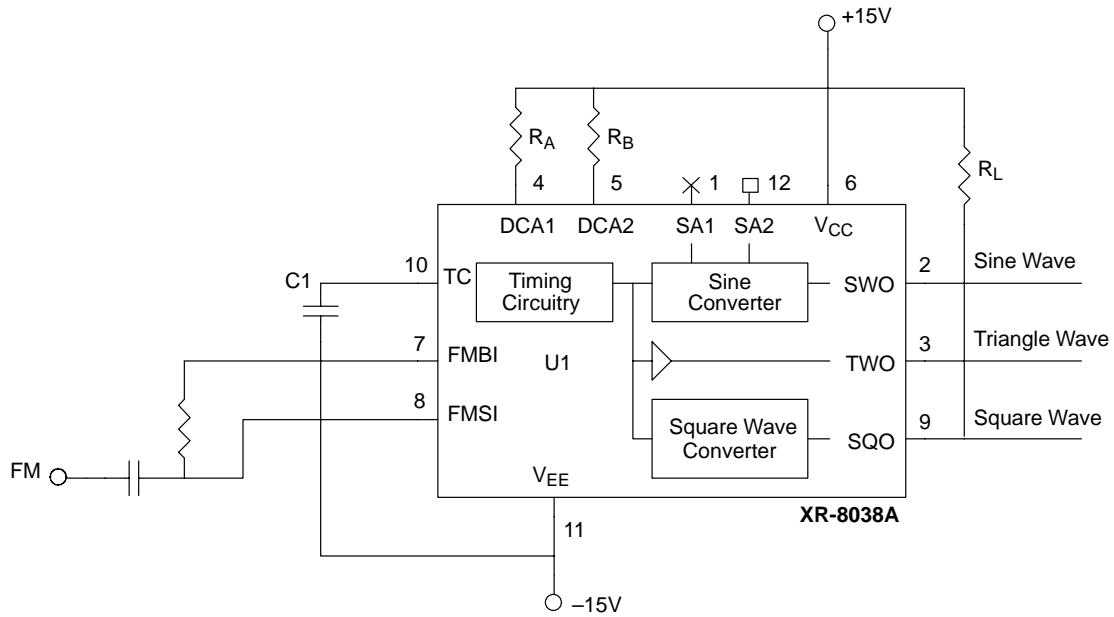 +15V
R_A
R_B
R_L
4
5
1
12
6
DCA1
DCA2
SA1
SA2
V_CC
10
TC
Timing
Circuitry
Sine
Converter
SWO
2
Sine Wave
C1
7
FMBI
U1
TWO
3
Triangle Wave
8
FMSI
Square Wave
Converter
SQO
9
Square Wave
FM
V_EE
XR-8038A
11
–15V